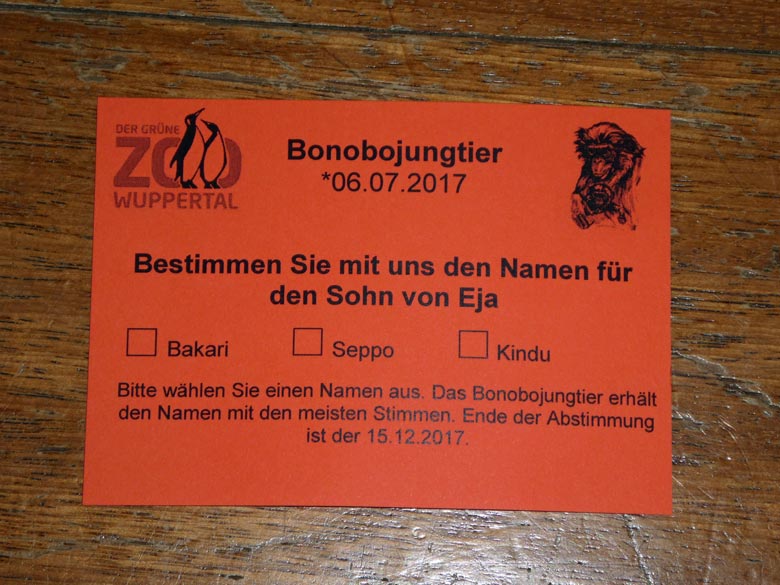 DER GRÜNE
ZOO
WUPPERTAL
Bonobojungtier
*06.07.2017
Bestimmen Sie mit uns den Namen für
den Sohn von Eja
Bakari
Seppo
Kindu
Bitte wählen Sie einen Namen aus. Das Bonobojungtier erhält
den Namen mit den meisten Stimmen. Ende der Abstimmung
ist der 15.12.2017.